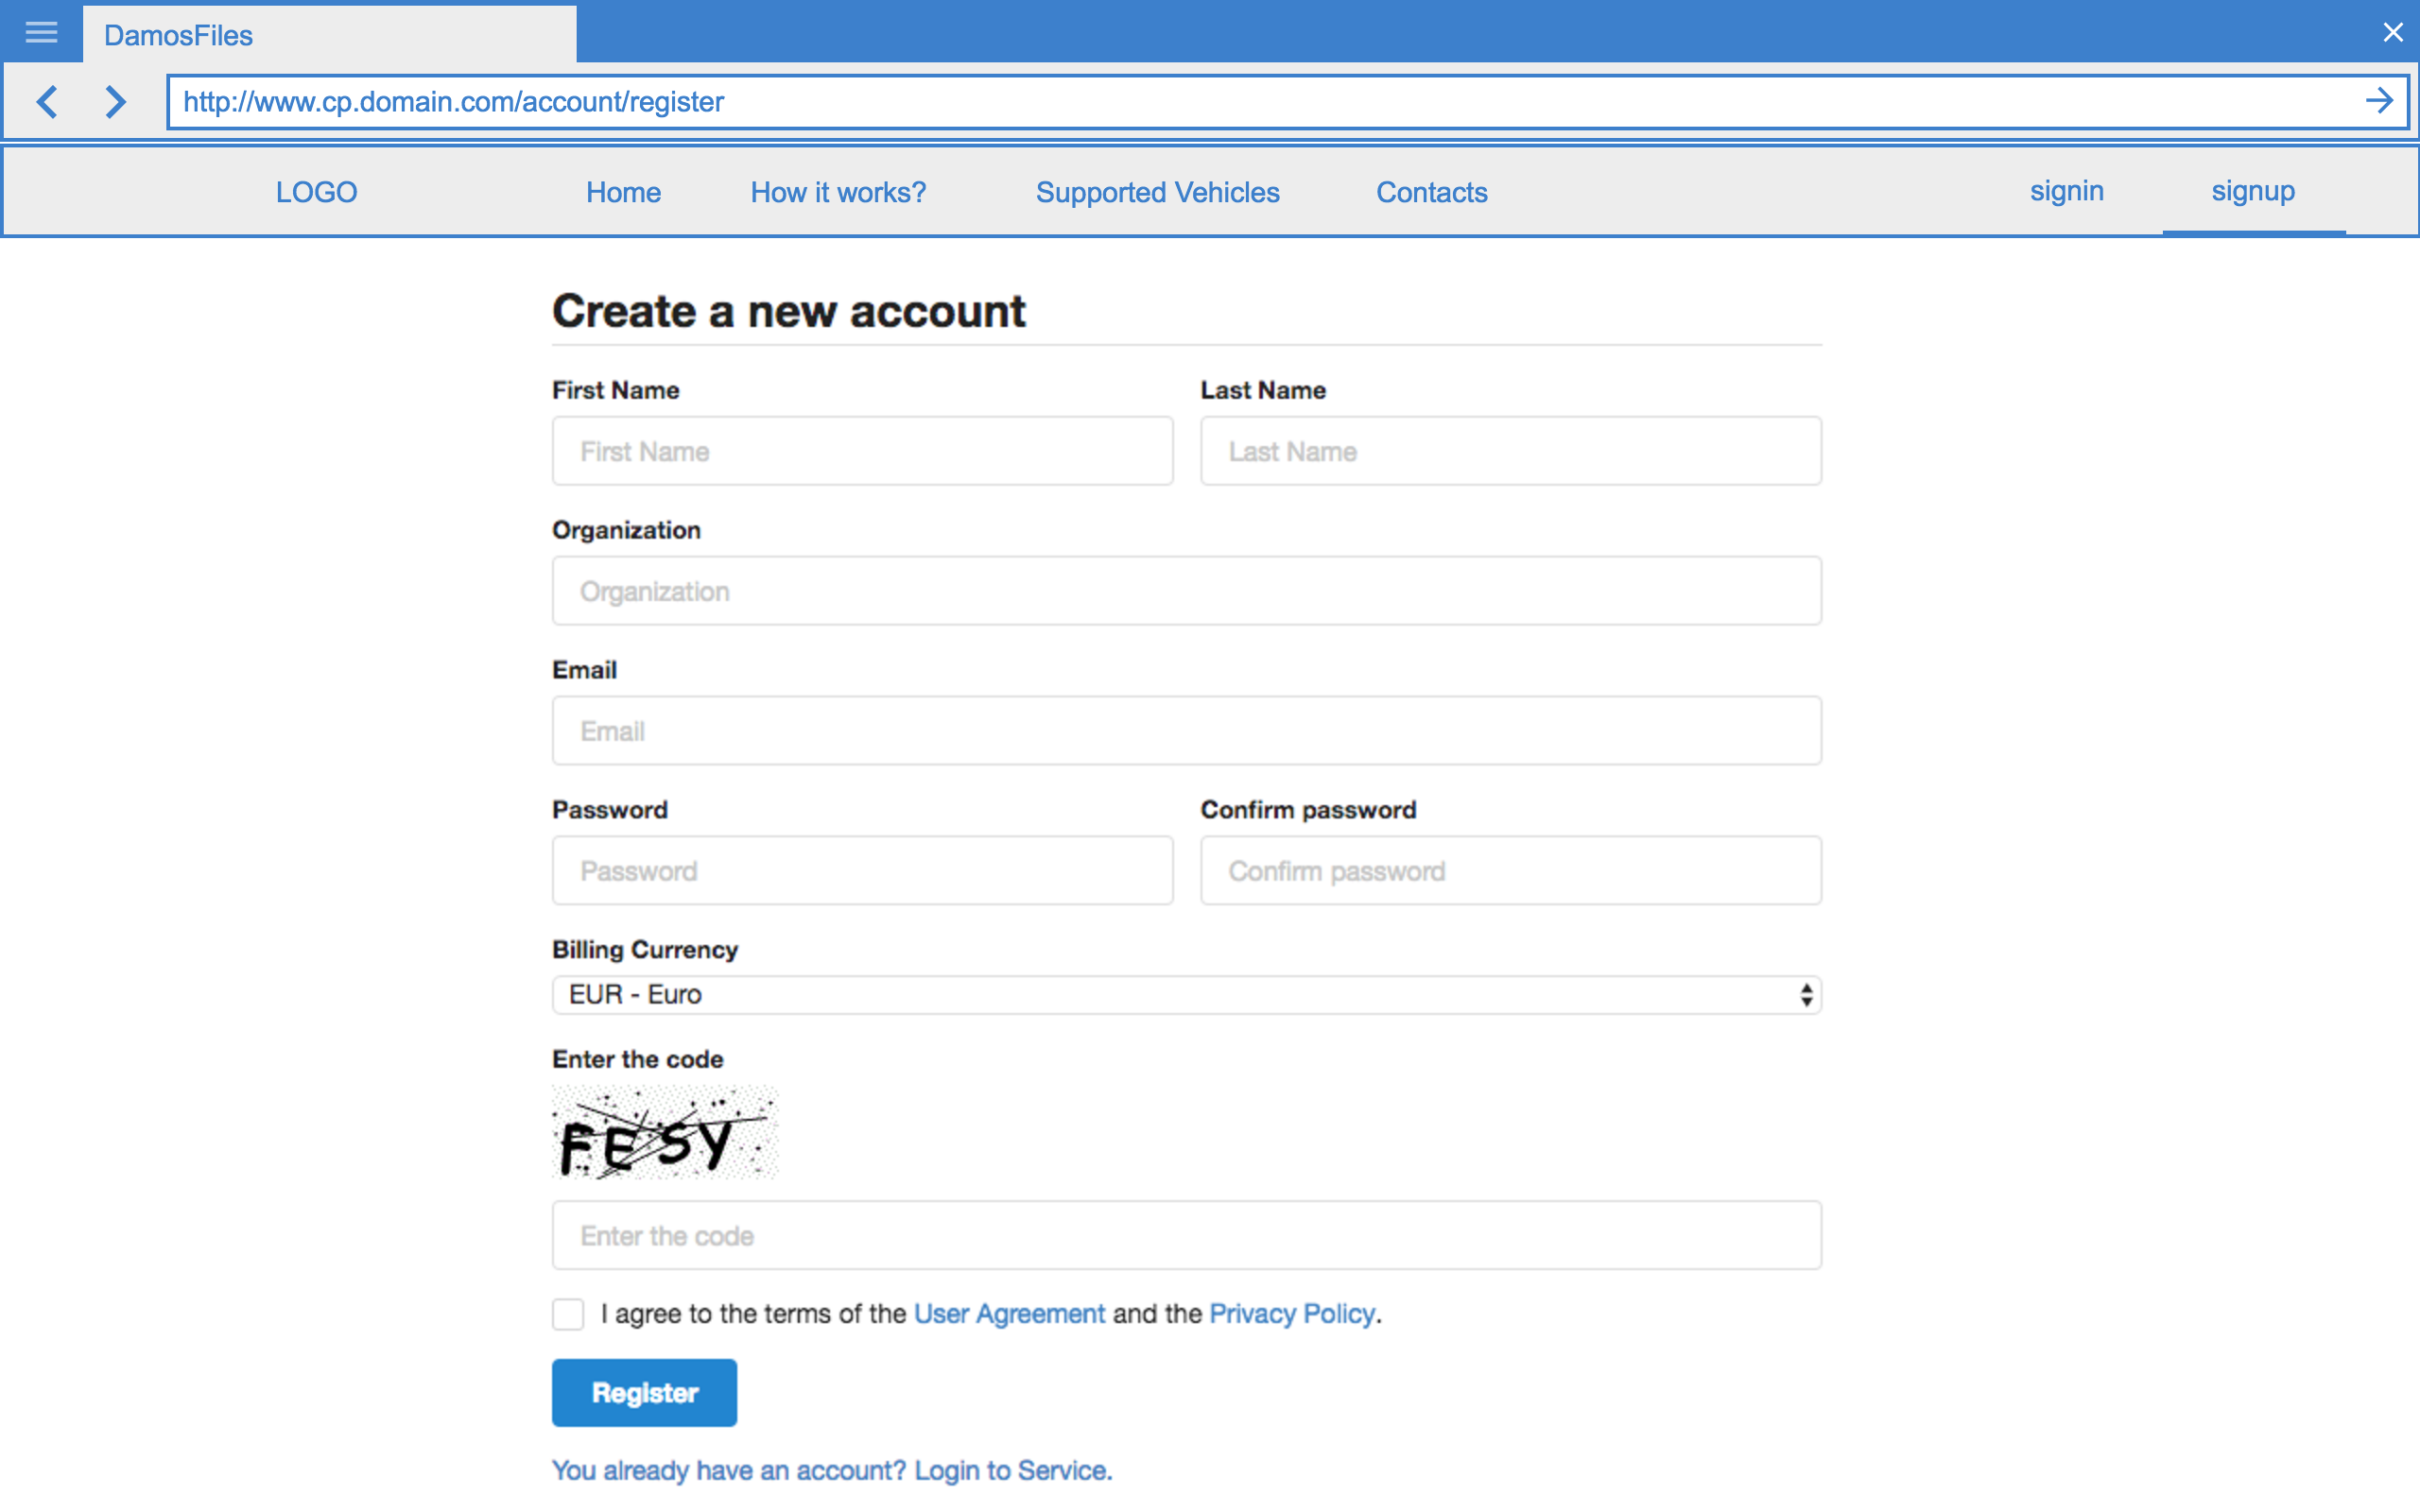 DamosFiles
http://www.cp.domain.com/account/register
LOGO Home How it works? Supported Vehicles Contacts signin signup
Create a new account
First Name Last Name
First Name Last Name
Organization
Organization
Email
Email
Password Confirm password
Password Confirm password
Billing Currency
EUR - Euro
Enter the code
FESY
Enter the code
I agree to the terms of the User Agreement and the Privacy Policy.
Register
You already have an account? Login to Service.